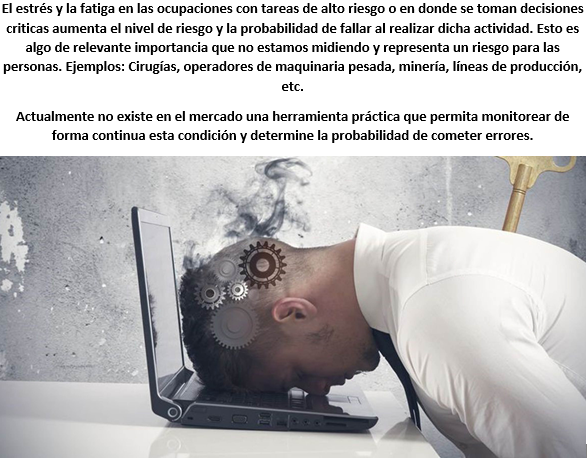 El estrés y la fatiga en las ocupaciones con tareas de alto riesgo o en donde se toman decisiones
criticas aumenta el nivel de riesgo y la probabilidad de fallar al realizar dicha actividad. Esto es
algo de relevante importancia que no estamos midiendo y representa un riesgo para las
personas. Ejemplos: Cirugías, operadores de maquinaria pesada, minería, líneas de producción,
etc.
Actualmente no existe en el mercado una herramienta práctica que permita monitorear de
forma continua esta condición y determine la probabilidad de cometer errores.